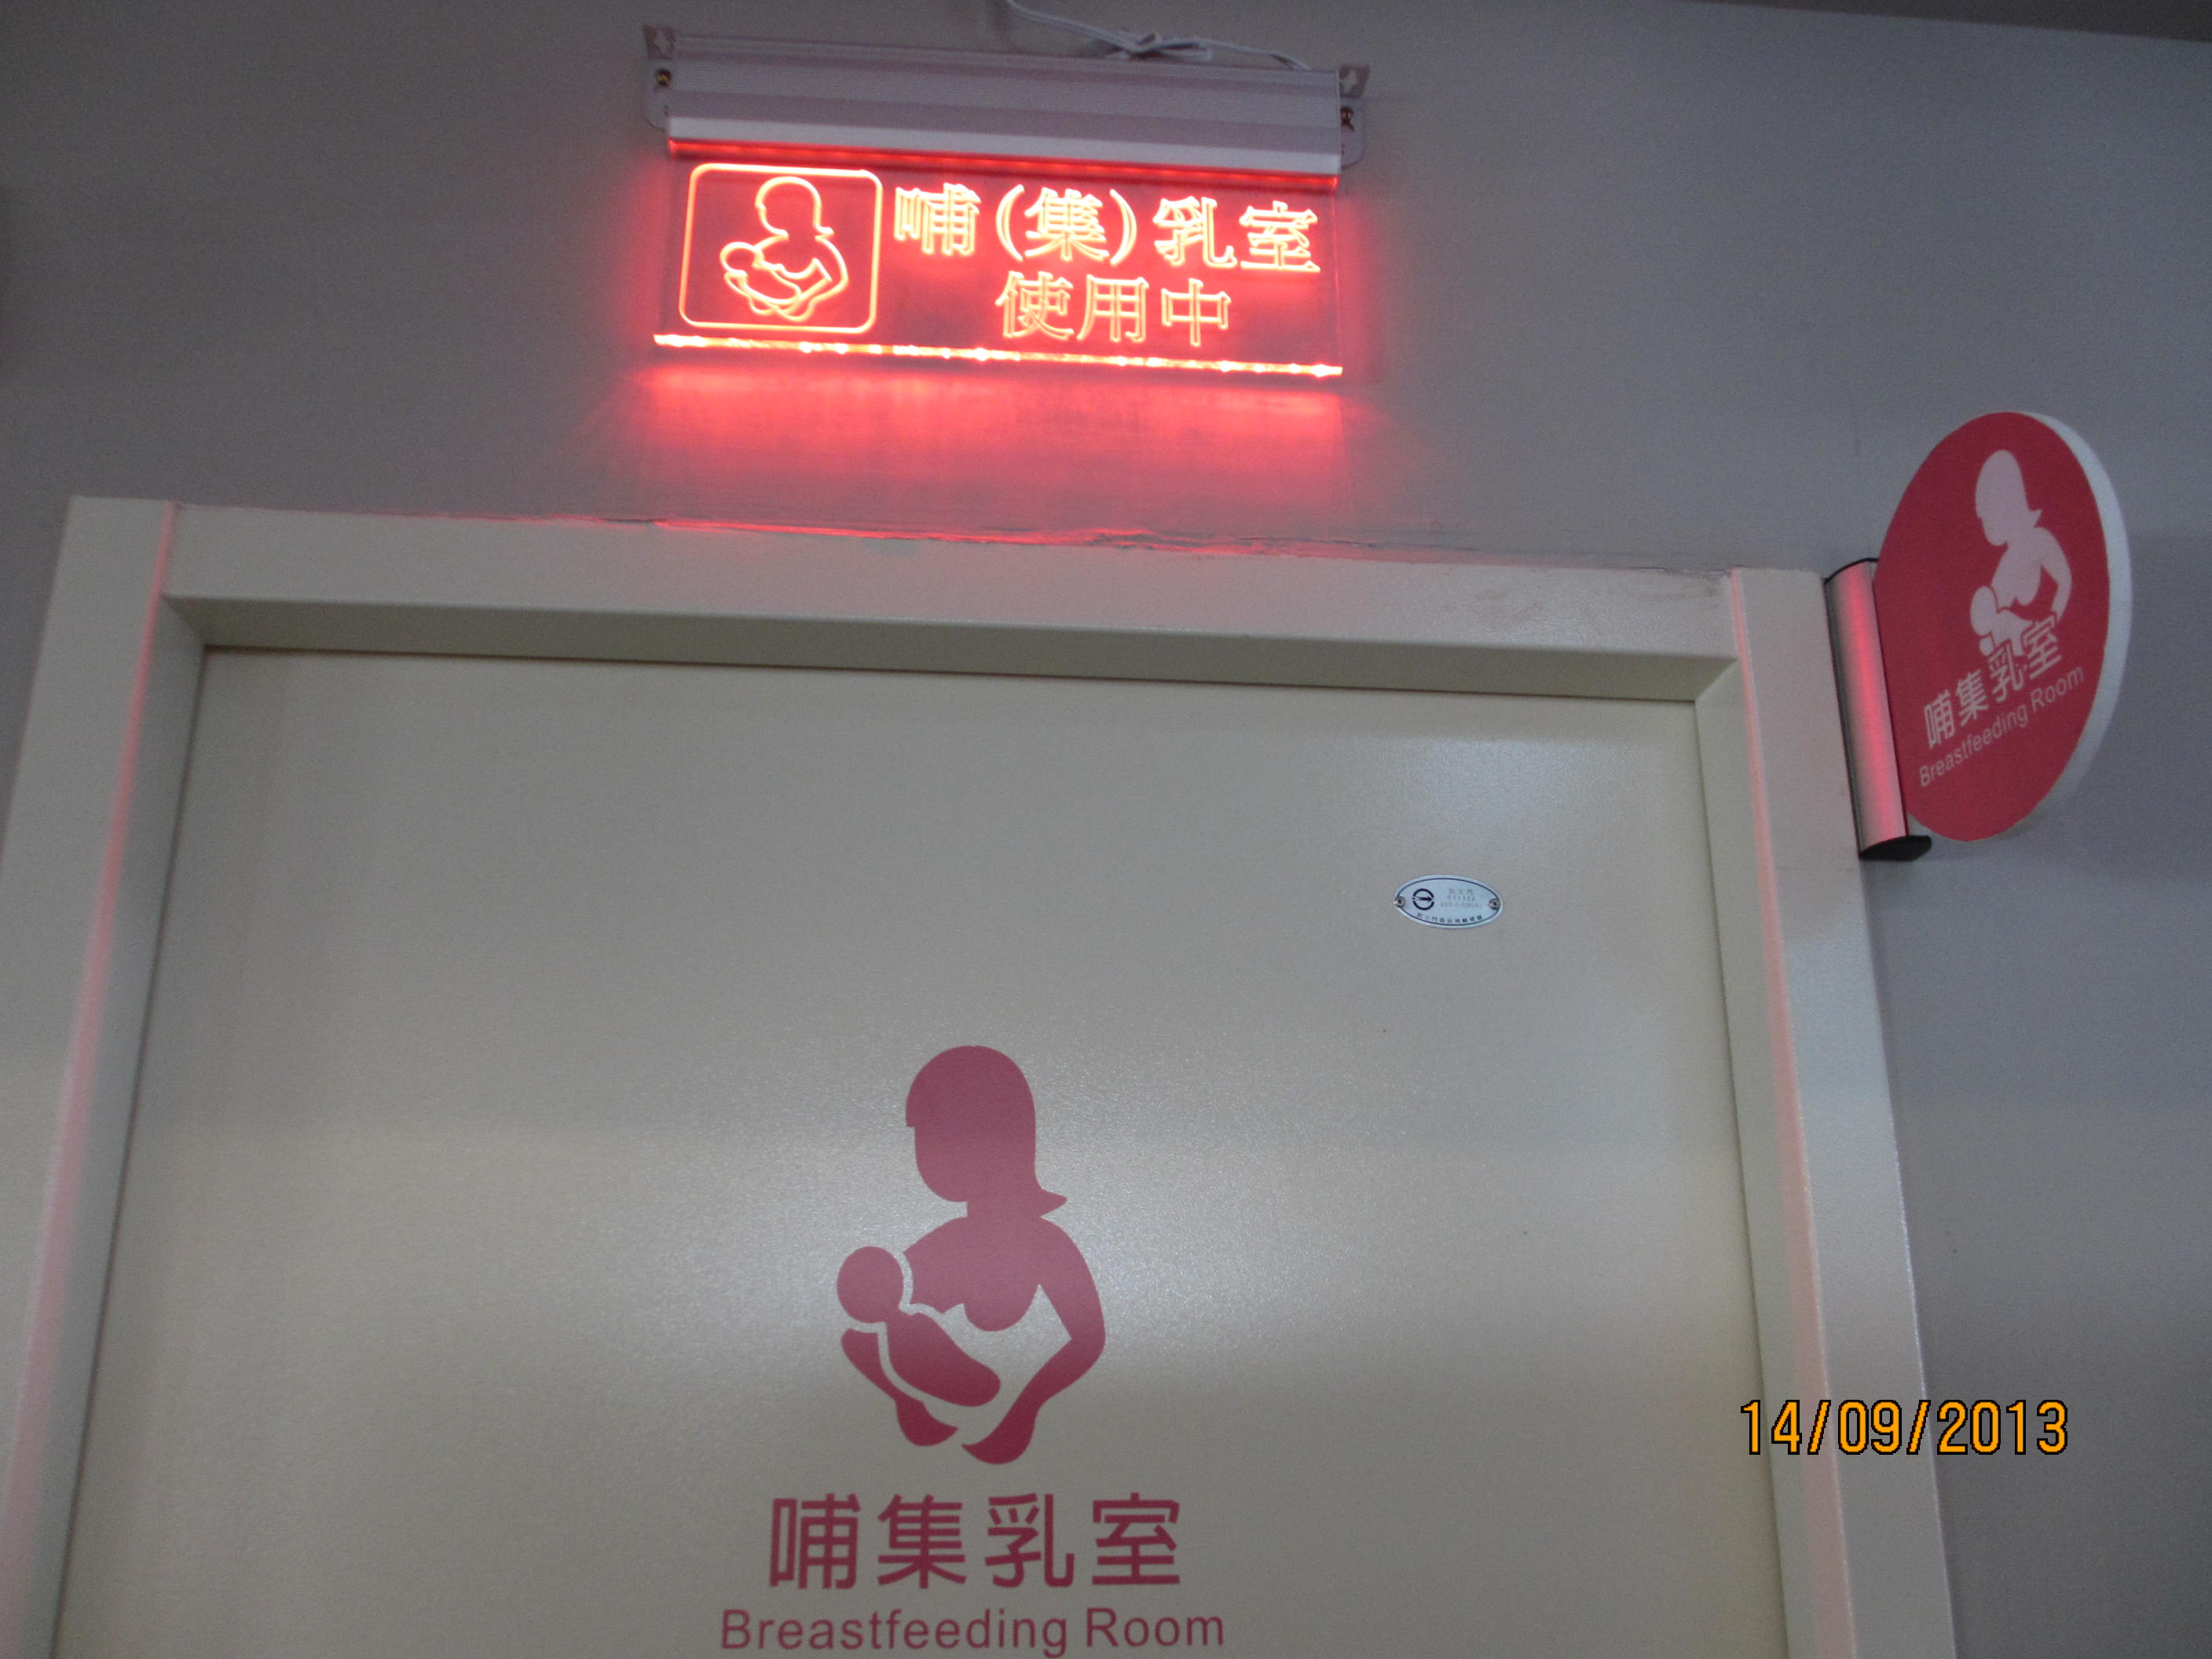 哺(集)乳室
使用中
哺集乳室
Breastfeeding Room
哺集乳室
Breastfeeding Room
14/09/2013